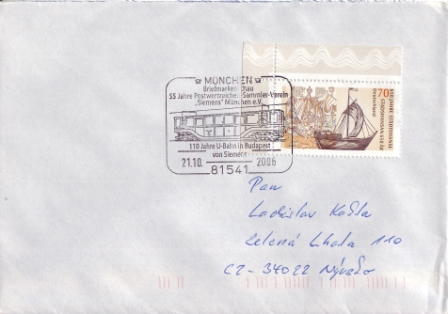 MÜNCHEN
Briefmarkenschau
55 Jahre Postwertzeichen-Sammler-Verein
"Siemens" München e.V.
110 Jahre U-Bahn in Budapest
von Siemens
21.10. 2006
81541
70
Deutschland
Pan
Ladislav Kašla
Zelená Lhota 110
CZ-34022 Nýrsko